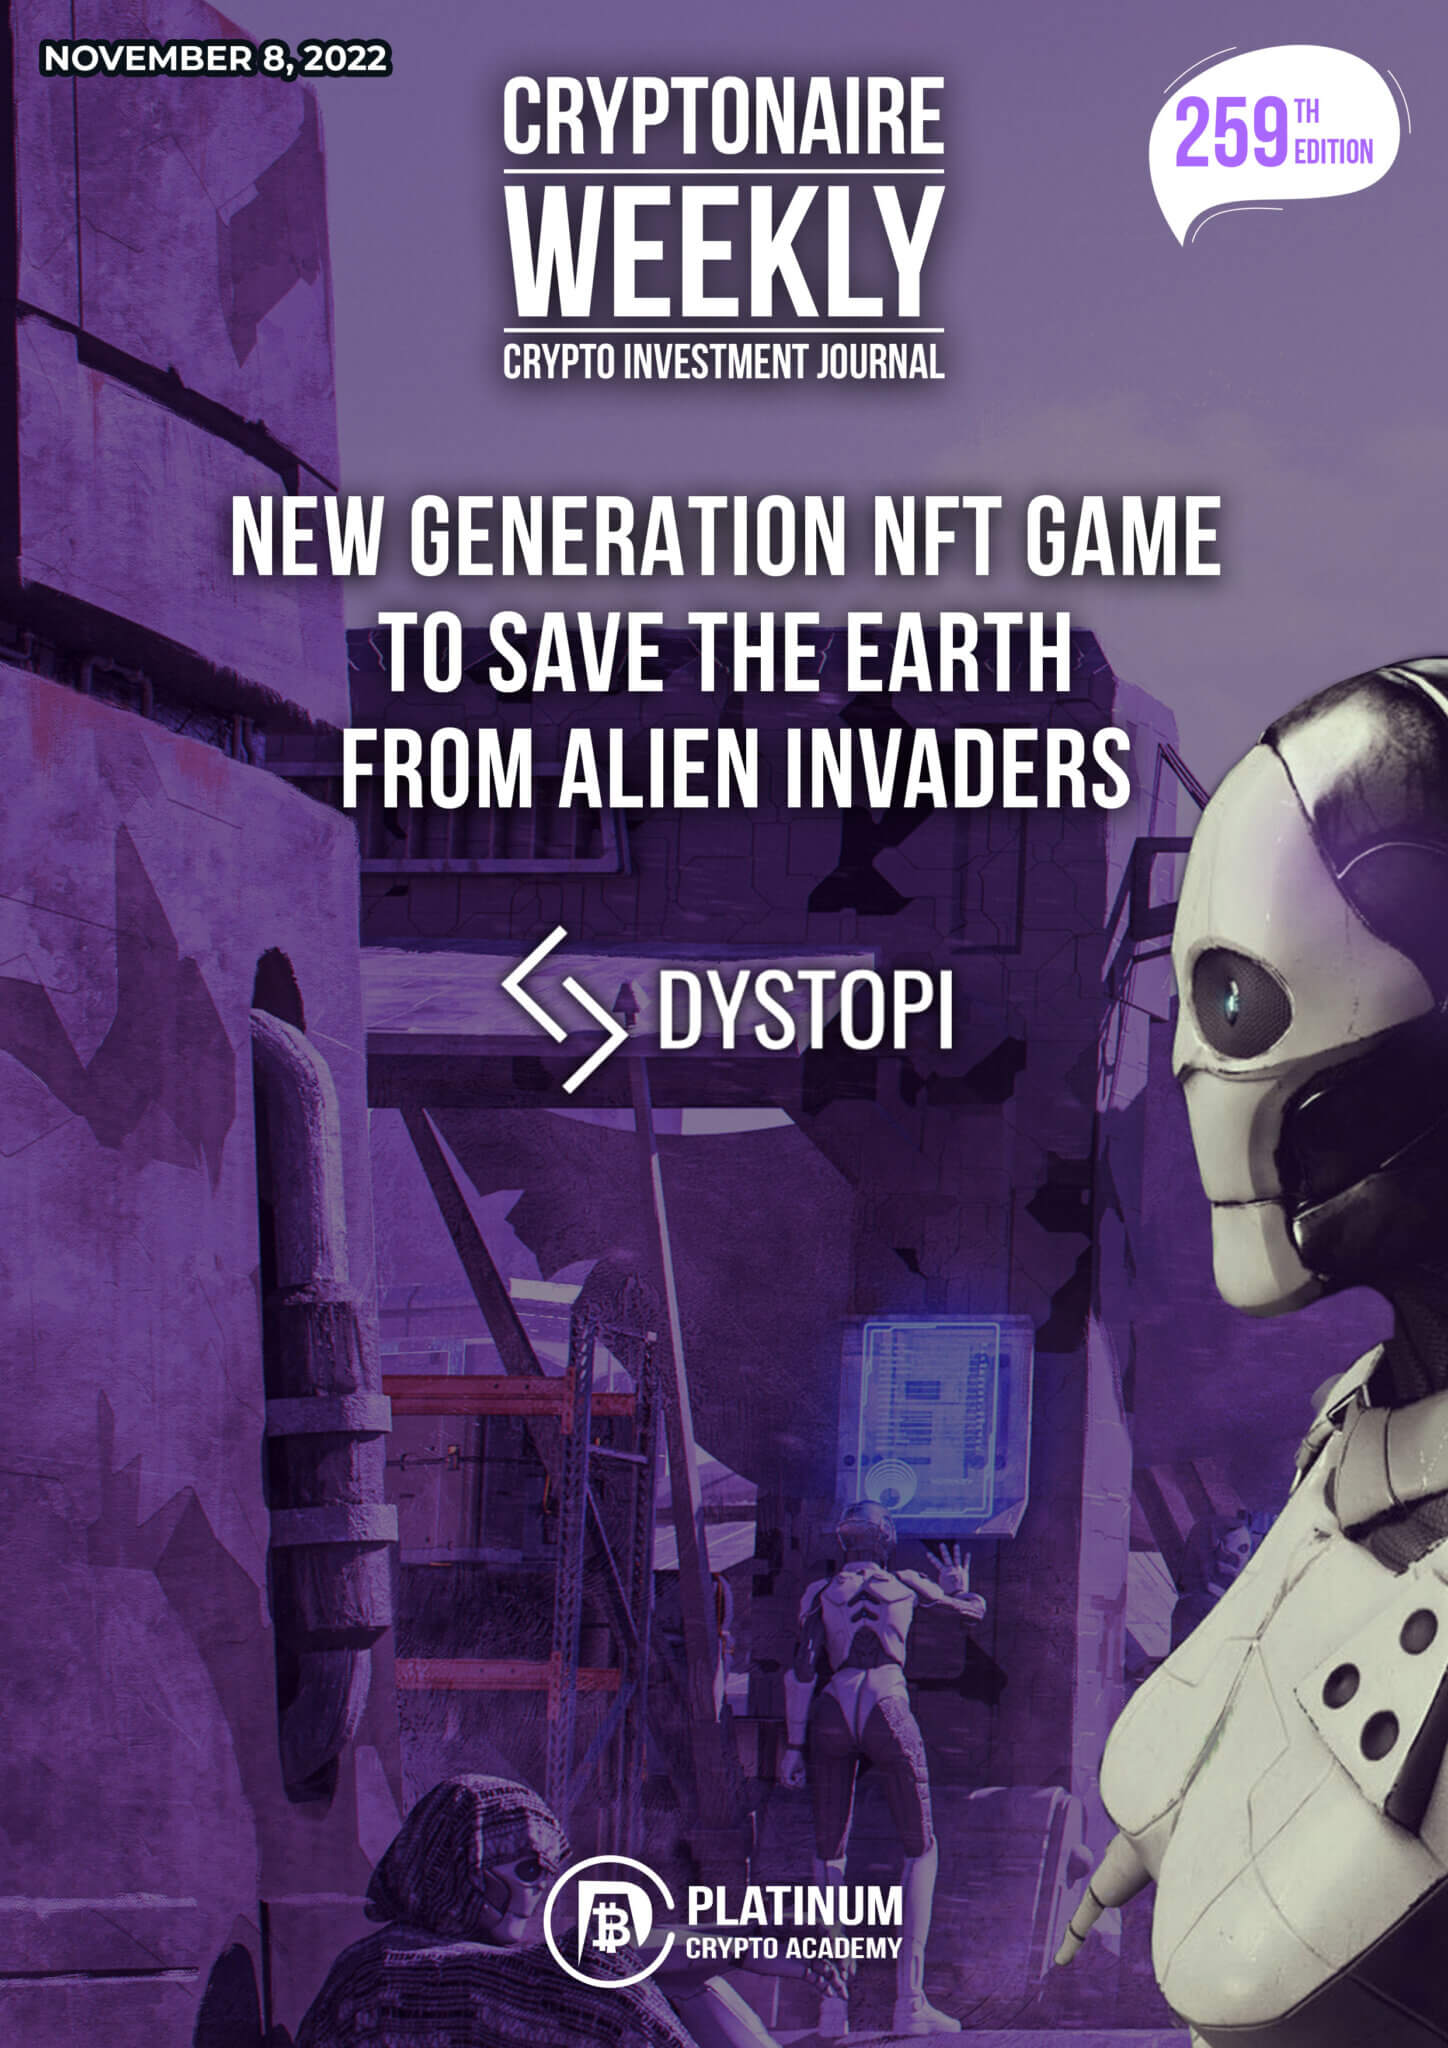 NOVEMBER 8, 2022
CRYPTONAIRE
WEEKLY
CRYPTO INVESTMENT JOURNAL
259TH
EDITION
NEW GENERATION NFT GAME
TO SAVE THE EARTH
FROM ALIEN INVADERS
DYSTOPI
PLATINUM
CRYPTO ACADEMY